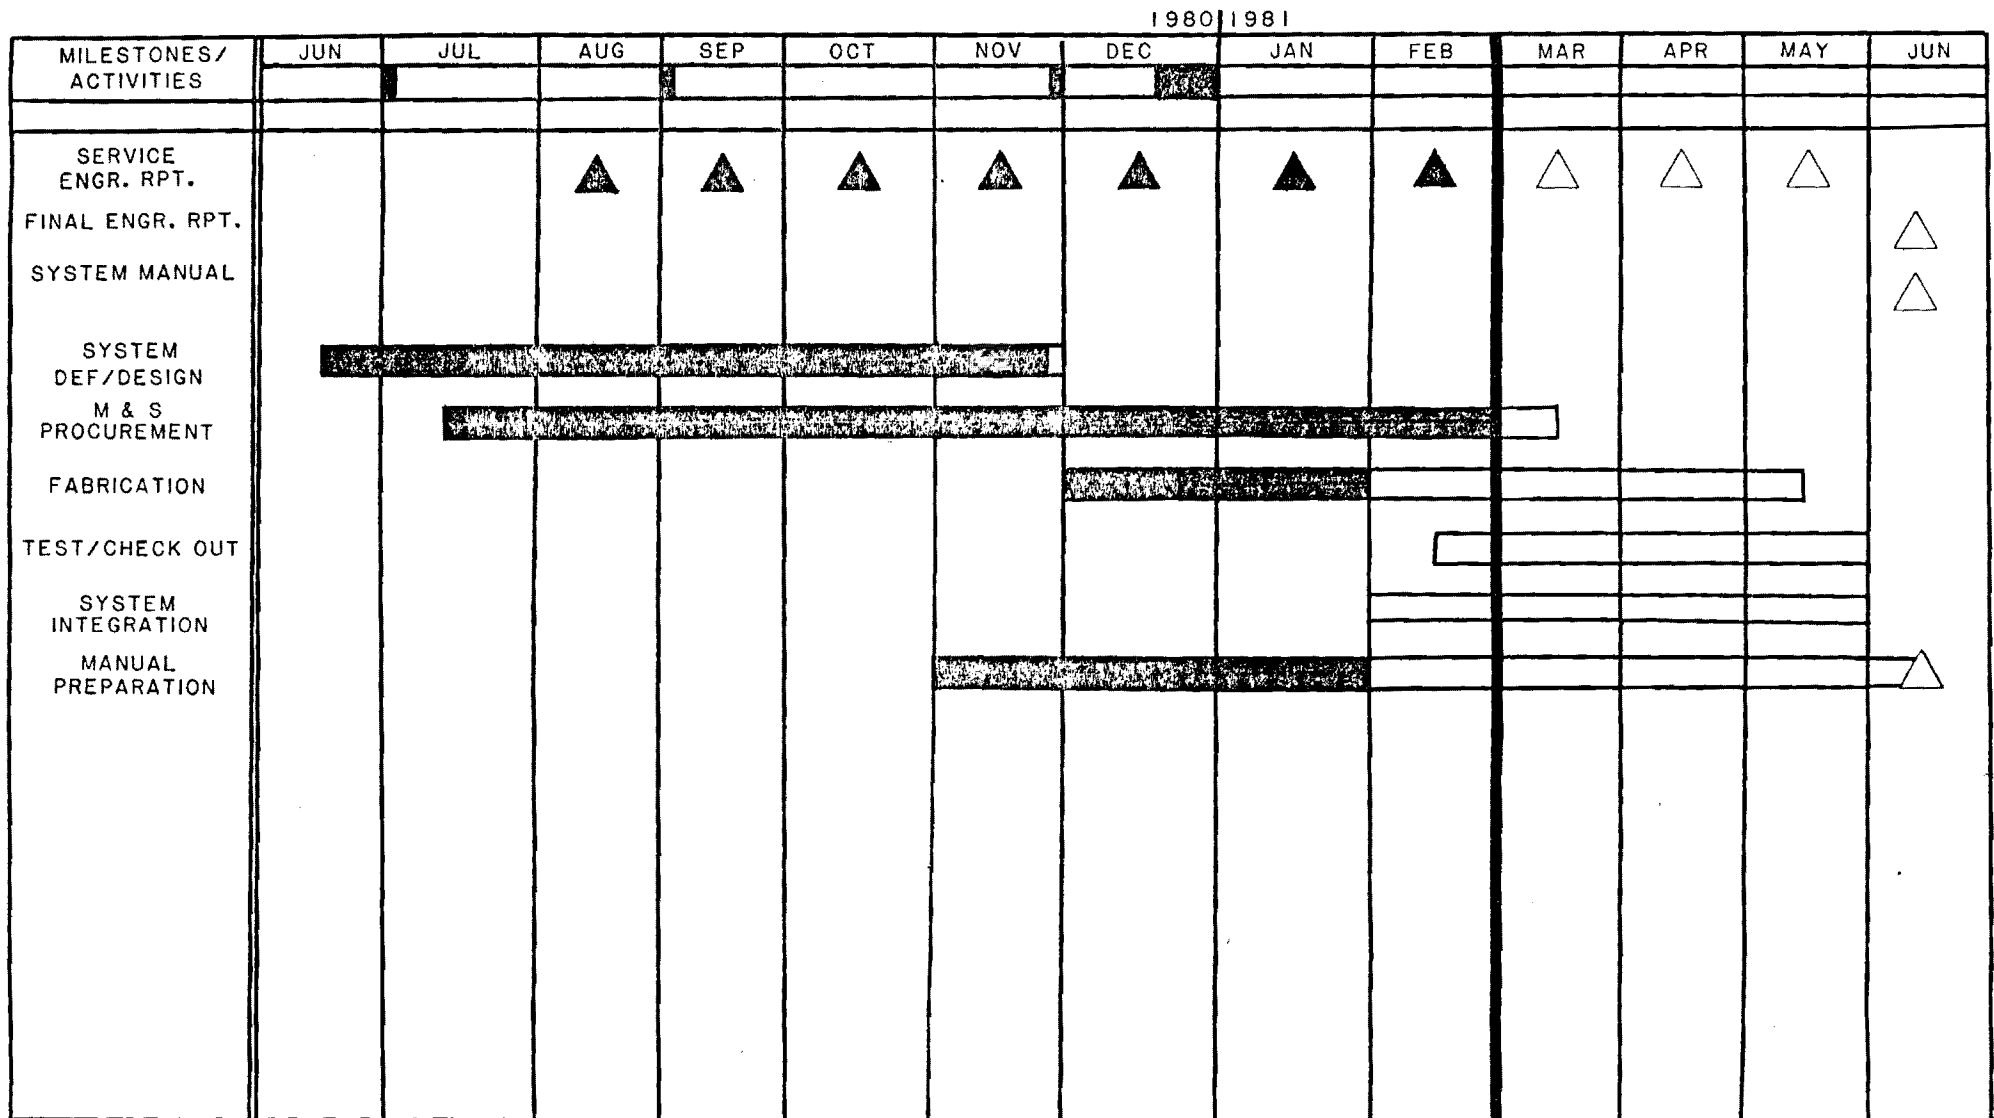 1980 1981
MILESTONES/
ACTIVITIES
JUN JUL AUG SEP OCT NOV DEC JAN FEB MAR APR MAY JUN
SERVICE
ENGR. RPT.
FINAL ENGR. RPT.
SYSTEM MANUAL
SYSTEM
DEF/DESIGN
M & S
PROCUREMENT
FABRICATION
TEST/CHECK OUT
SYSTEM
INTEGRATION
MANUAL
PREPARATION